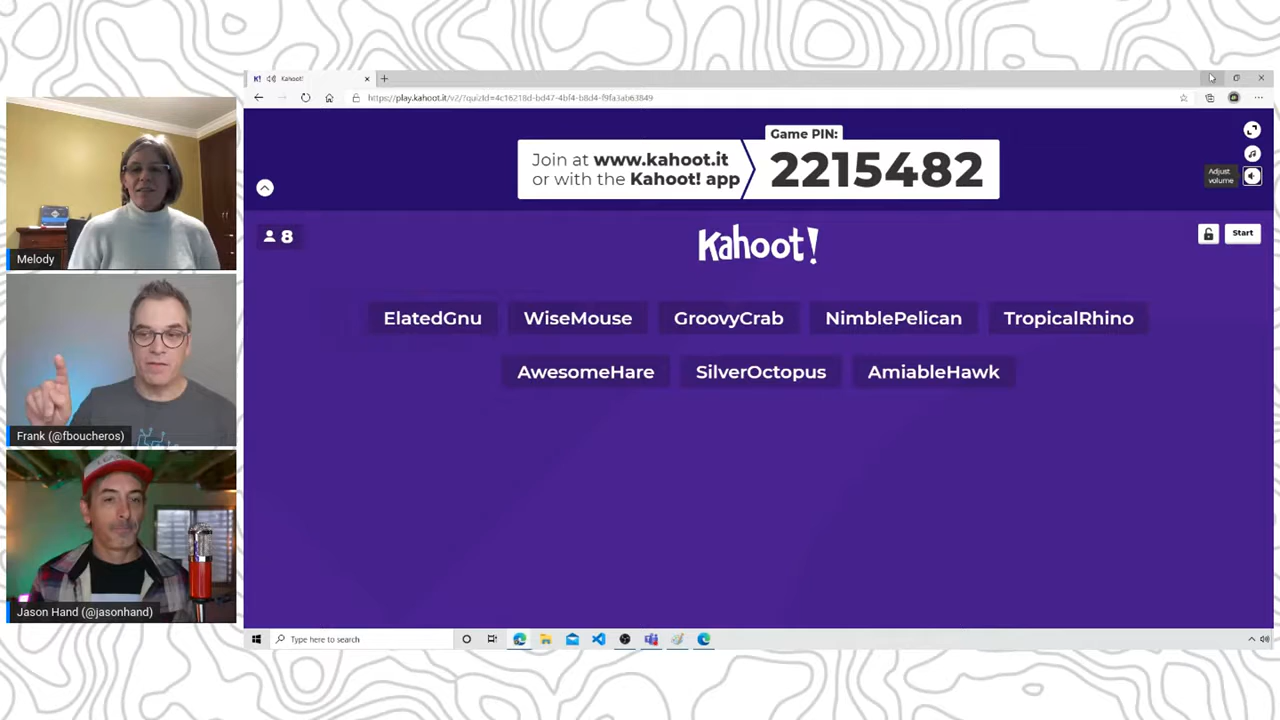 Kahoot!
https://play.kahoot.it/v2/?quizId=4c16218d-bd47-4bf4-b8d4-f9fa3ab63849
Join at www.kahoot.it
or with the Kahoot! app
Game PIN:
2215482
Adjust
volume
8
Kahoot!
Start
ElatedGnu WiseMouse GroovyCrab NimblePelican TropicalRhino
AwesomeHare SilverOctopus AmiableHawk
Melody
Frank (@fboucheros)
Jason Hand (@jasonhand)
Type here to search